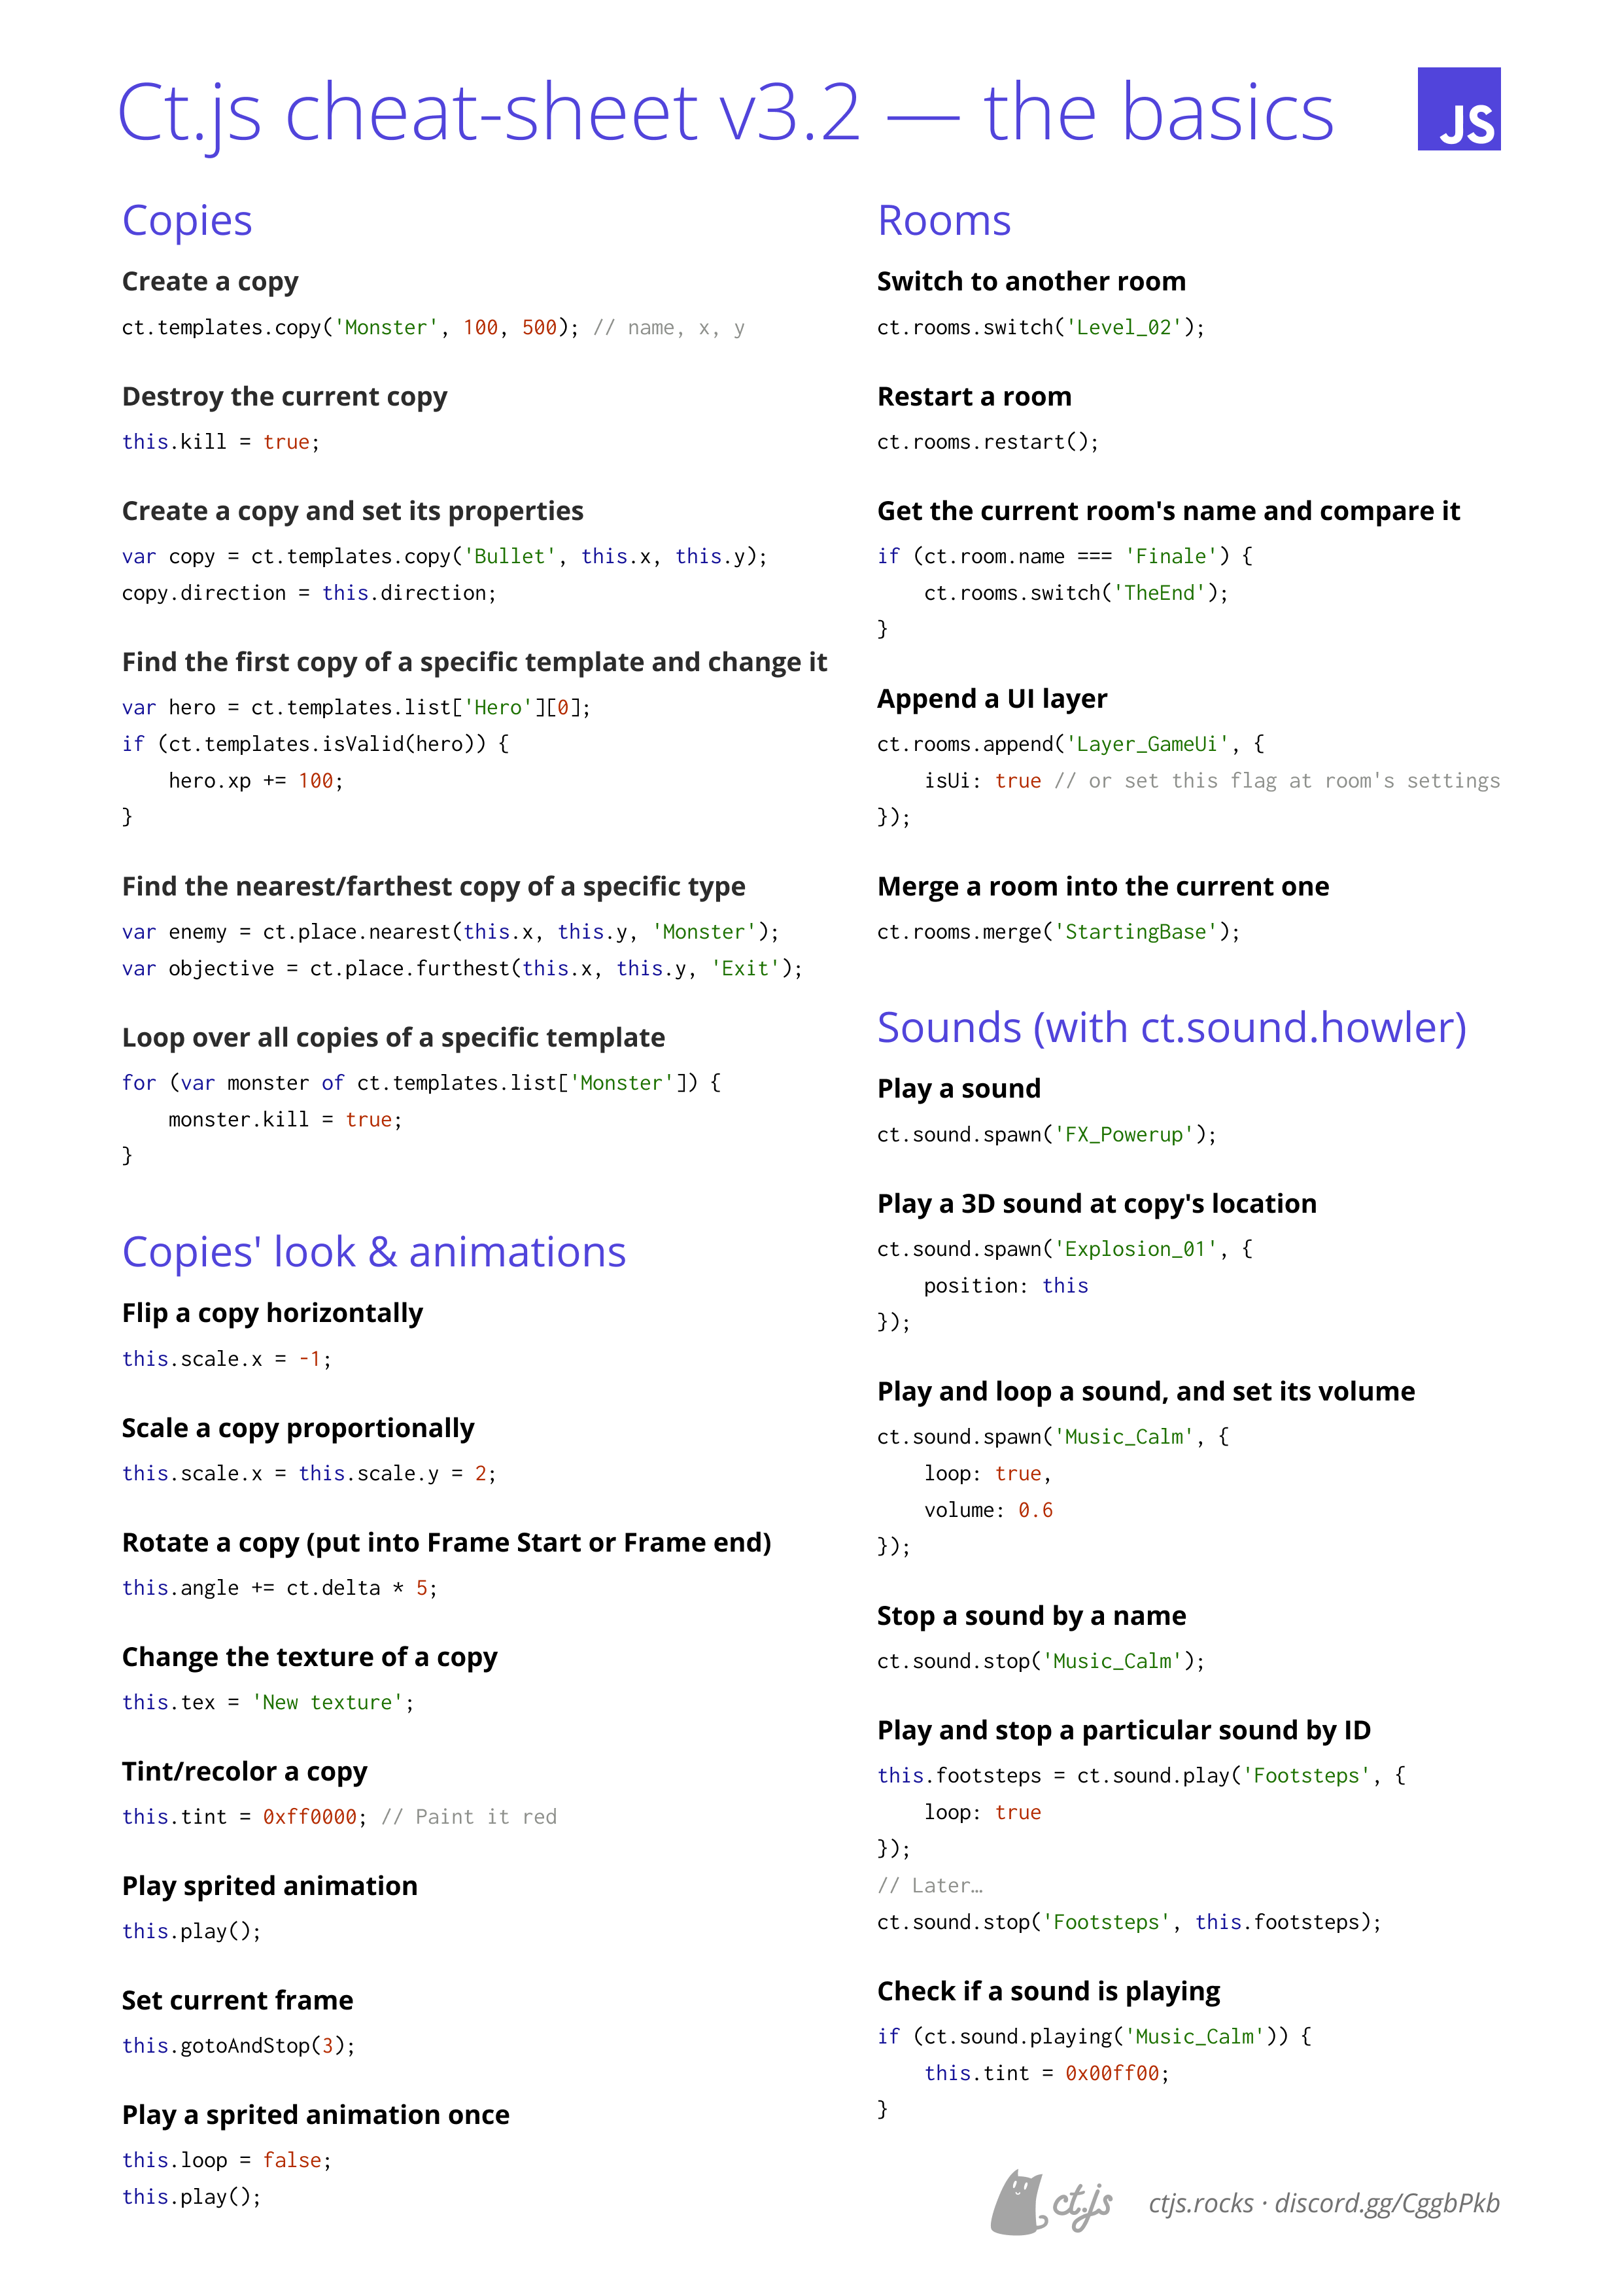 Ct.js cheat-sheet v3.2 — the basics
JS
Copies
Create a copy
ct.templates.copy('Monster', 100, 500); // name, x, y
Destroy the current copy
this.kill = true;
Create a copy and set its properties
var copy = ct.templates.copy('Bullet', this.x, this.y);
copy.direction = this.direction;
Find the first copy of a specific template and change it
var hero = ct.templates.list['Hero'][0];
if (ct.templates.isValid(hero)) {
    hero.xp += 100;
}
Find the nearest/farthest copy of a specific type
var enemy = ct.place.nearest(this.x, this.y, 'Monster');
var objective = ct.place.furthest(this.x, this.y, 'Exit');
Loop over all copies of a specific template
for (var monster of ct.templates.list['Monster']) {
    monster.kill = true;
}
Copies' look & animations
Flip a copy horizontally
this.scale.x = -1;
Scale a copy proportionally
this.scale.x = this.scale.y = 2;
Rotate a copy (put into Frame Start or Frame end)
this.angle += ct.delta * 5;
Change the texture of a copy
this.tex = 'New texture';
Tint/recolor a copy
this.tint = 0xff0000; // Paint it red
Play sprited animation
this.play();
Set current frame
this.gotoAndStop(3);
Play a sprited animation once
this.loop = false;
this.play();
Rooms
Switch to another room
ct.rooms.switch('Level_02');
Restart a room
ct.rooms.restart();
Get the current room's name and compare it
if (ct.room.name === 'Finale') {
    ct.rooms.switch('TheEnd');
}
Append a UI layer
ct.rooms.append('Layer_GameUi', {
    isUi: true // or set this flag at room's settings
});
Merge a room into the current one
ct.rooms.merge('StartingBase');
Sounds (with ct.sound.howler)
Play a sound
ct.sound.spawn('FX_Powerup');
Play a 3D sound at copy's location
ct.sound.spawn('Explosion_01', {
    position: this
});
Play and loop a sound, and set its volume
ct.sound.spawn('Music_Calm', {
    loop: true,
    volume: 0.6
});
Stop a sound by a name
ct.sound.stop('Music_Calm');
Play and stop a particular sound by ID
this.footsteps = ct.sound.play('Footsteps', {
    loop: true
});
// Later…
ct.sound.stop('Footsteps', this.footsteps);
Check if a sound is playing
if (ct.sound.playing('Music_Calm')) {
    this.tint = 0x00ff00;
}
ct.js
ctjs.rocks · discord.gg/CggbPkb